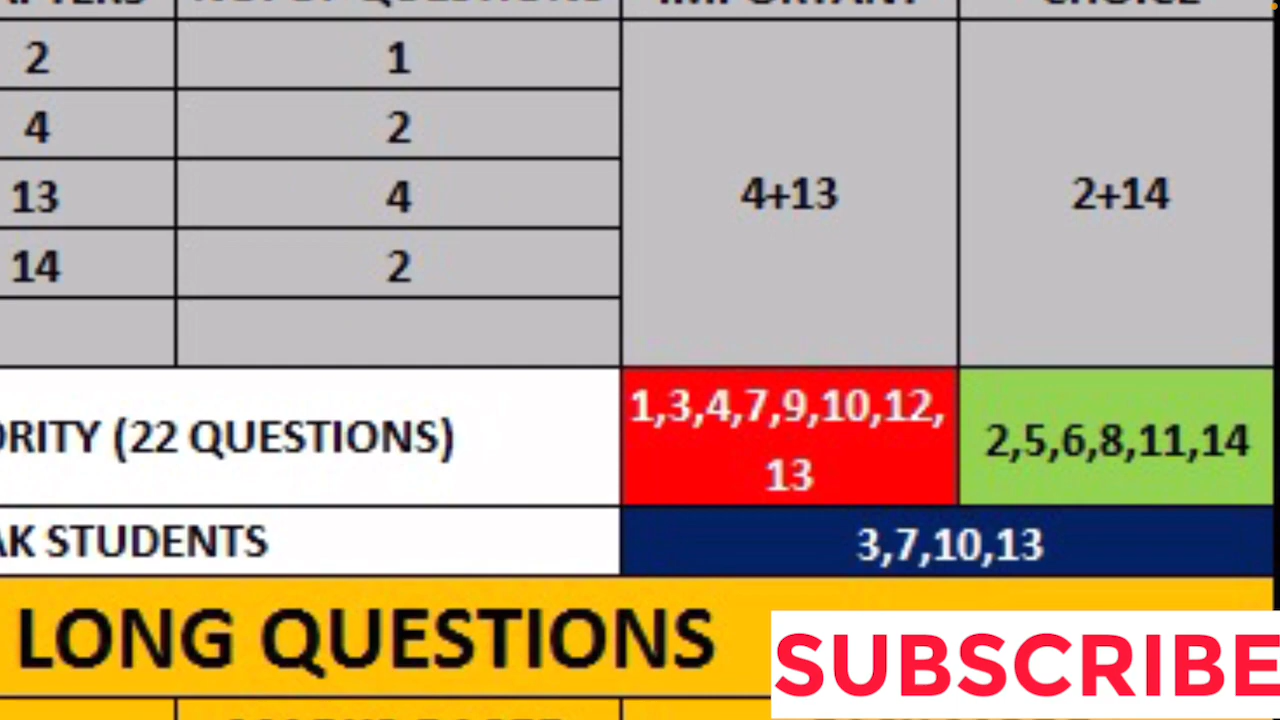 2 1
4 2
13 4
14 2
4+13 2+14
ORITY (22 QUESTIONS)
1,3,4,7,9,10,12,
13
2,5,6,8,11,14
AK STUDENTS 3,7,10,13
LONG QUESTIONS
SUBSCRIBE